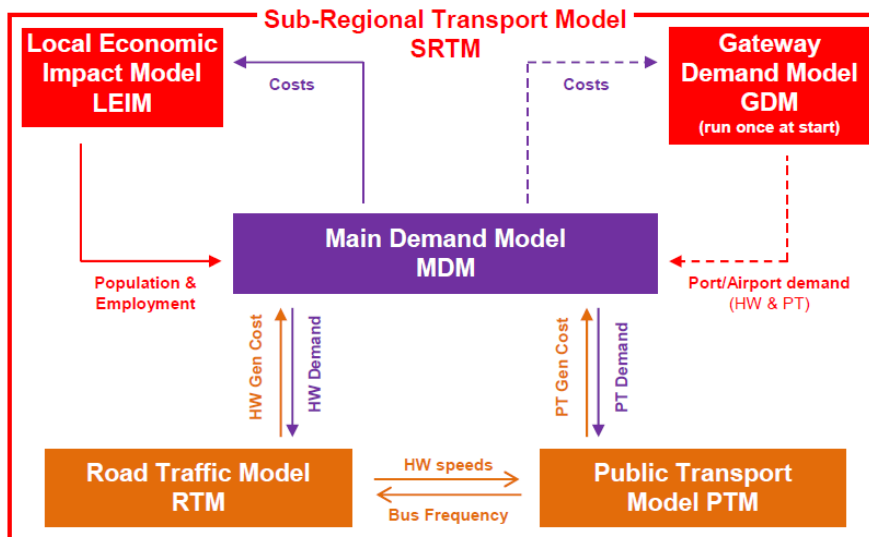 Sub-Regional Transport Model
SRTM
Local Economic
Impact Model
LEIM
Gateway
Demand Model
GDM
(run once at start)
Costs
Costs
Main Demand Model
MDM
Population &
Employment
Port/Airport demand
(HW & PT)
HW Gen Cost
HW Demand
PT Gen Cost
PT Demand
Road Traffic Model
RTM
HW speeds
Bus Frequency
Public Transport
Model PTM